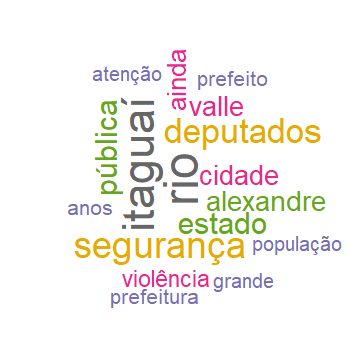 atenção
ainda
prefeito
pública
itaguaí
rio
valle
deputados
cidade
anos
alexandre
estado
segurança
população
violência
grande
prefeitura